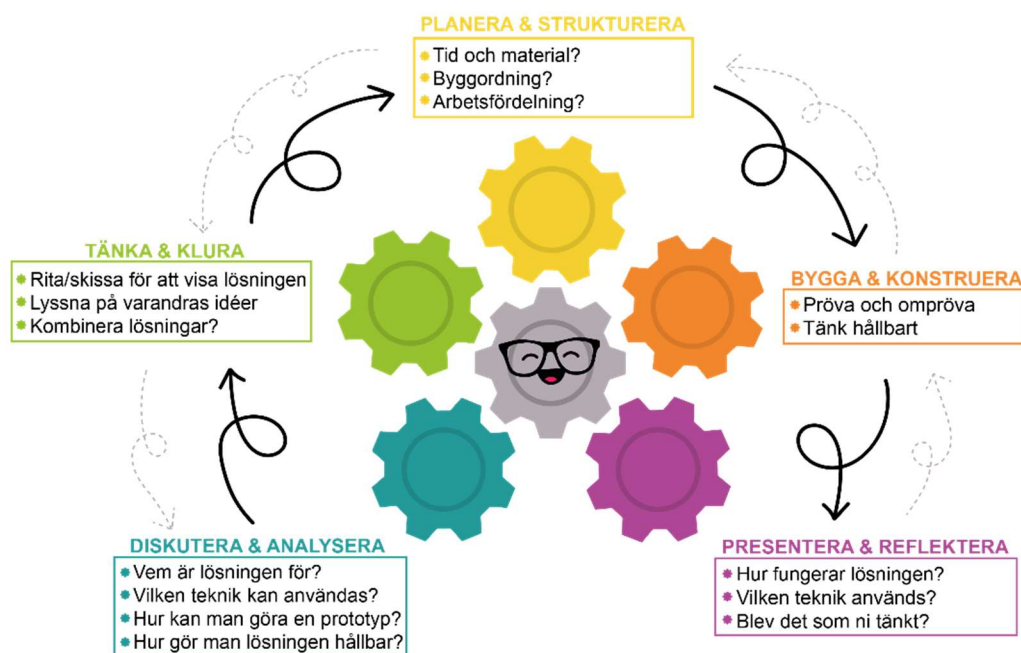 PLANERA & STRUKTURERA
Tid och material?
Byggordning?
Arbetsfördelning?
TÄNKA & KLURA
Rita/skissa för att visa lösningen
Lyssna på varandras idéer
Kombinera lösningar?
BYGGA & KONSTRUERA
Pröva och ompröva
Tänk hållbart
DISKUTERA & ANALYSERA
Vem är lösningen för?
Vilken teknik kan användas?
Hur kan man göra en prototyp?
Hur gör man lösningen hållbar?
PRESENTERA & REFLEKTERA
Hur fungerar lösningen?
Vilken teknik används?
Blev det som ni tänkt?